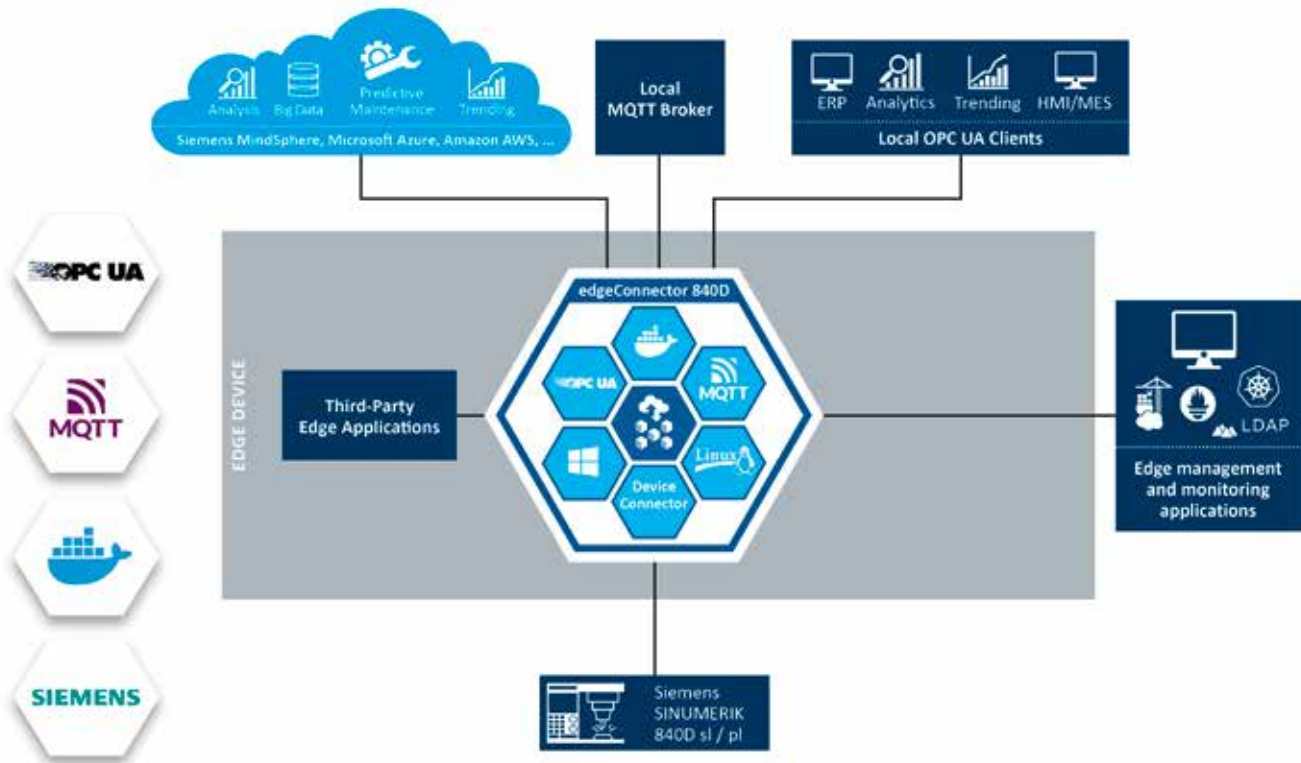 Analysis
Big Data
Predictive
Maintenance
Trending
Siemens MindSphere, Microsoft Azure, Amazon AWS, ...
Local
MQTT Broker
ERP
Analytics
Trending
HMI/MES
Local OPC UA Clients
OPC UA
MQTT
SIEMENS
EDGE DEVICE
Third-Party
Edge Applications
edgeConnector 840D
OPC UA
MQTT
Linux
Device
Connector
LDAP
Edge management
and monitoring
applications
Siemens
SINUMERIK
840D sl / pl